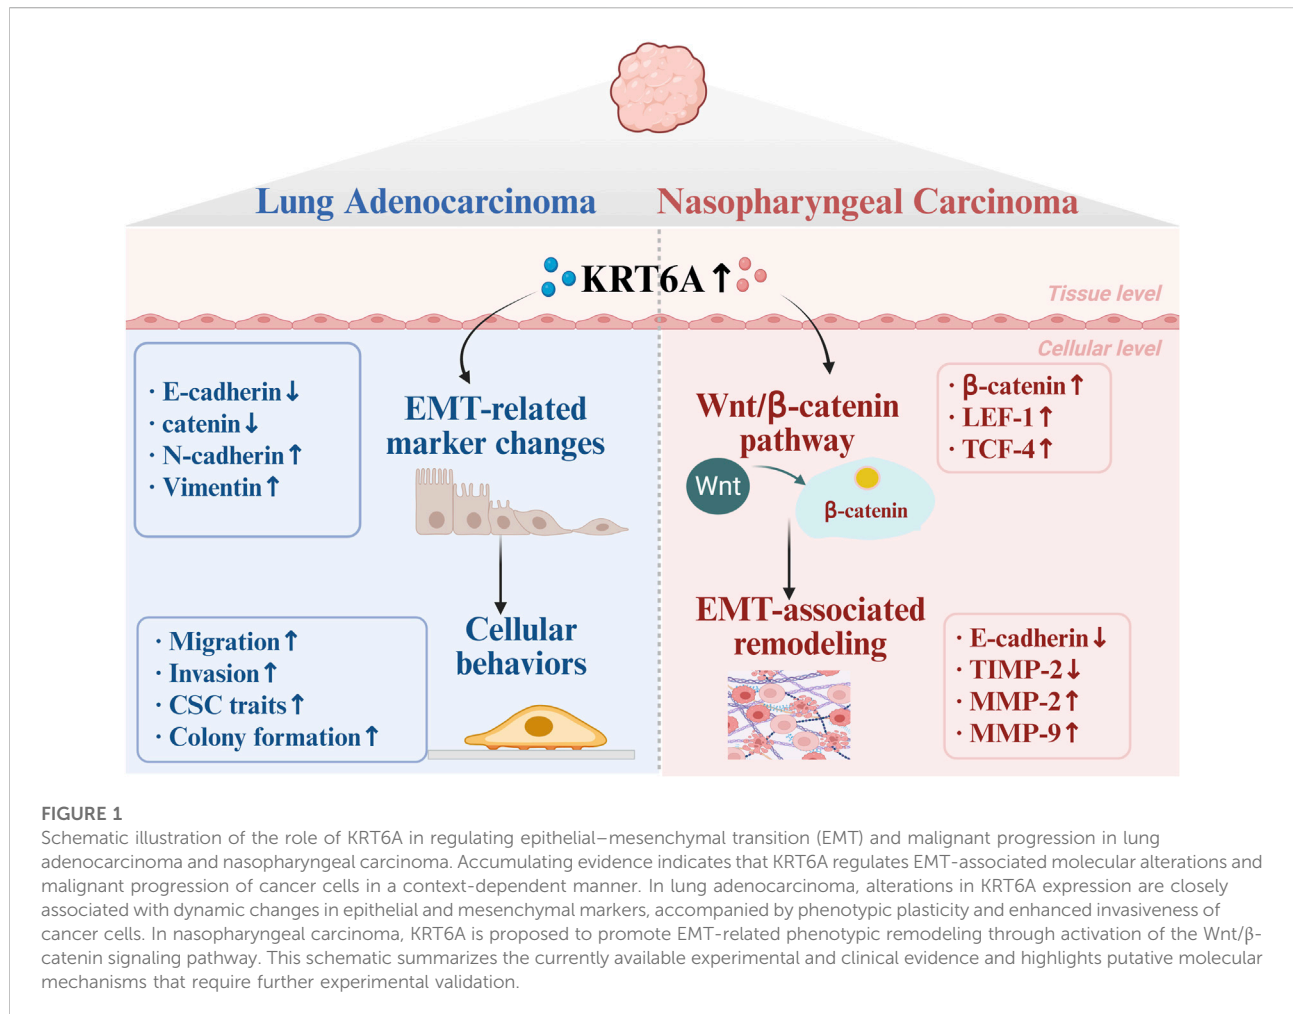 Lung Adenocarcinoma
Nasopharyngeal Carcinoma
KRT6A↑
Tissue level
Cellular level
· E-cadherin↓
· catenin↓
· N-cadherin↑
· Vimentin↑
EMT-related
marker changes
· Migration↑
· Invasion↑
· CSC traits↑
· Colony formation↑
Cellular
behaviors
Wnt/β-catenin
pathway
Wnt
β-catenin
· β-catenin↑
· LEF-1↑
· TCF-4↑
EMT-associated
remodeling
· E-cadherin↓
· TIMP-2↓
· MMP-2↑
· MMP-9↑
FIGURE 1
Schematic illustration of the role of KRT6A in regulating epithelial–mesenchymal transition (EMT) and malignant progression in lung
adenocarcinoma and nasopharyngeal carcinoma. Accumulating evidence indicates that KRT6A regulates EMT-associated molecular alterations and
malignant progression of cancer cells in a context-dependent manner. In lung adenocarcinoma, alterations in KRT6A expression are closely
associated with dynamic changes in epithelial and mesenchymal markers, accompanied by phenotypic plasticity and enhanced invasiveness of
cancer cells. In nasopharyngeal carcinoma, KRT6A is proposed to promote EMT-related phenotypic remodeling through activation of the Wnt/β-
catenin signaling pathway. This schematic summarizes the currently available experimental and clinical evidence and highlights putative molecular
mechanisms that require further experimental validation.